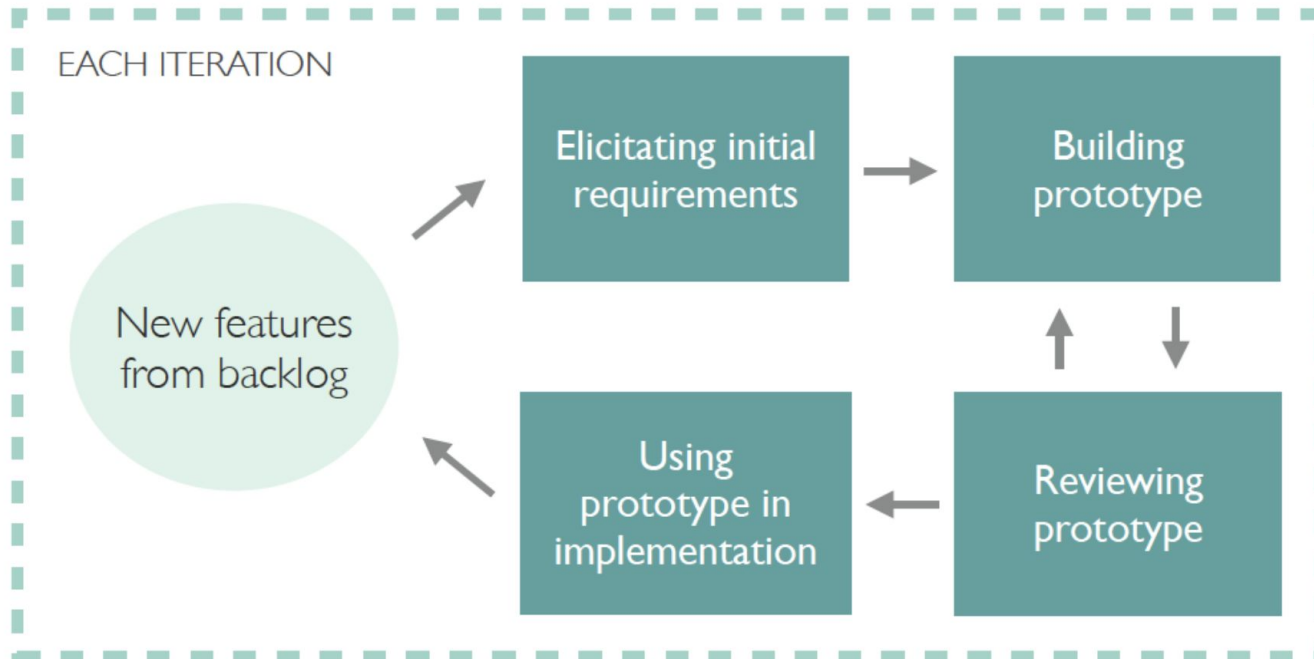 EACH ITERATION
Elicitating initial
requirements
Building
prototype
New features
from backlog
Using
prototype in
implementation
Reviewing
prototype